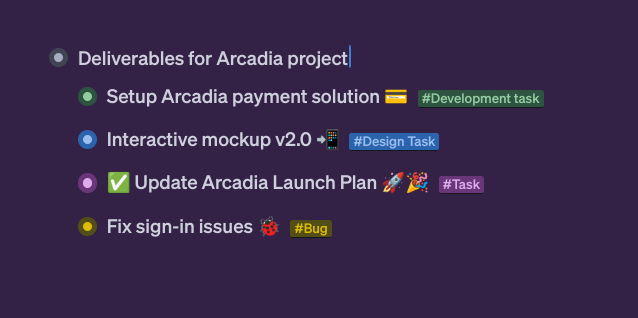 Deliverables for Arcadia project
Setup Arcadia payment solution 💳 #Development task
Interactive mockup v2.0 📲 #Design Task
✅ Update Arcadia Launch Plan 🚀🎉 #Task
Fix sign-in issues 🐞 #Bug